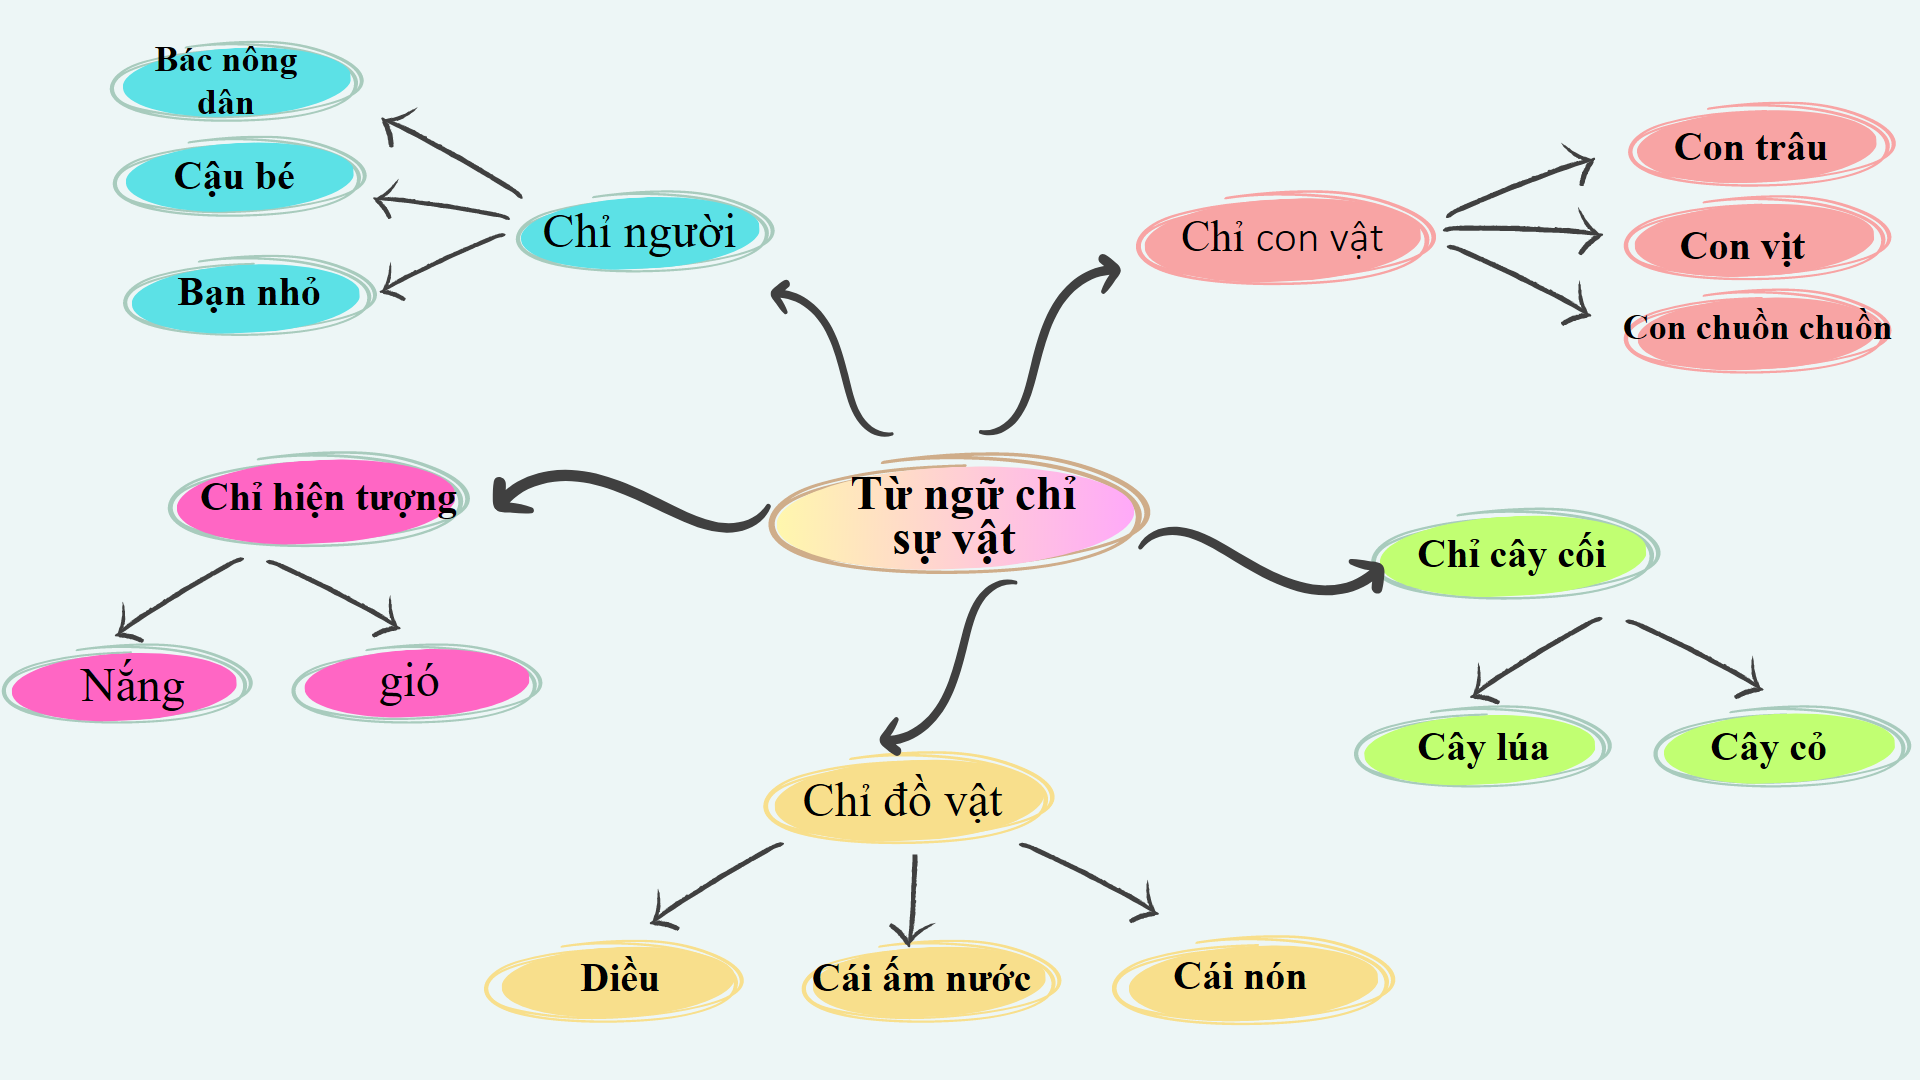 Bác nông
dân
Cậu bé
Bạn nhỏ
Chỉ người
Chỉ con vật
Con trâu
Con vịt
Con chuồn chuồn
Chỉ hiện tượng
Nắng
gió
Từ ngữ chỉ
sự vật
Chỉ cây cối
Cây lúa
Cây cỏ
Chỉ đồ vật
Diều
Cái ấm nước
Cái nón